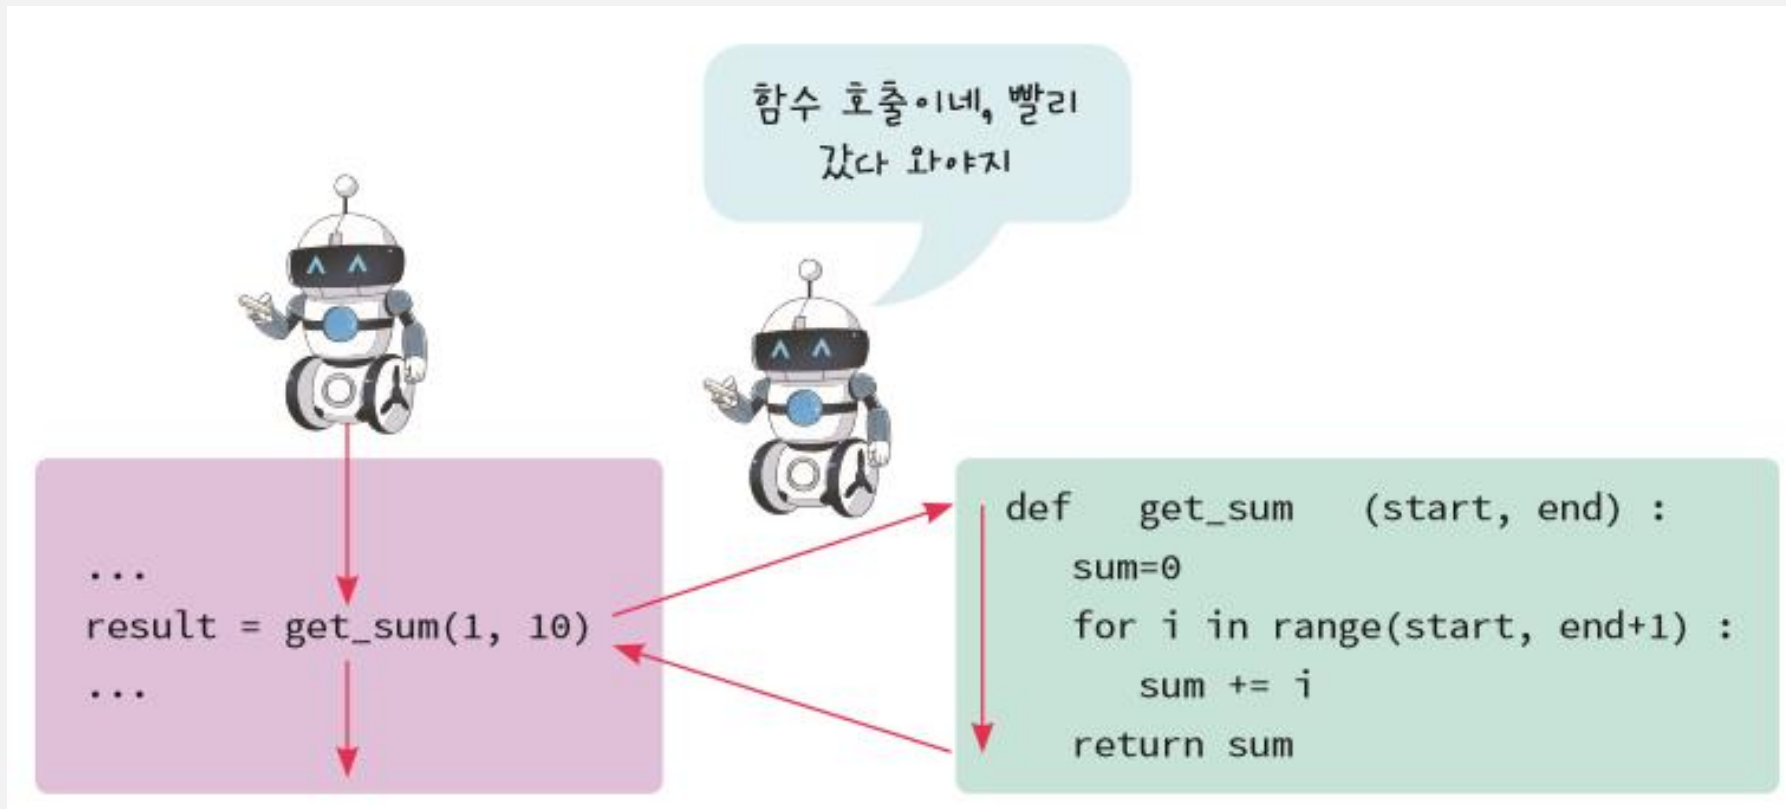 함수 호출이네, 빨리
갔다 와야지
...
result = get_sum(1, 10)
...
def get_sum (start, end) :
sum=0
for i in range(start, end+1) :
sum += i
return sum